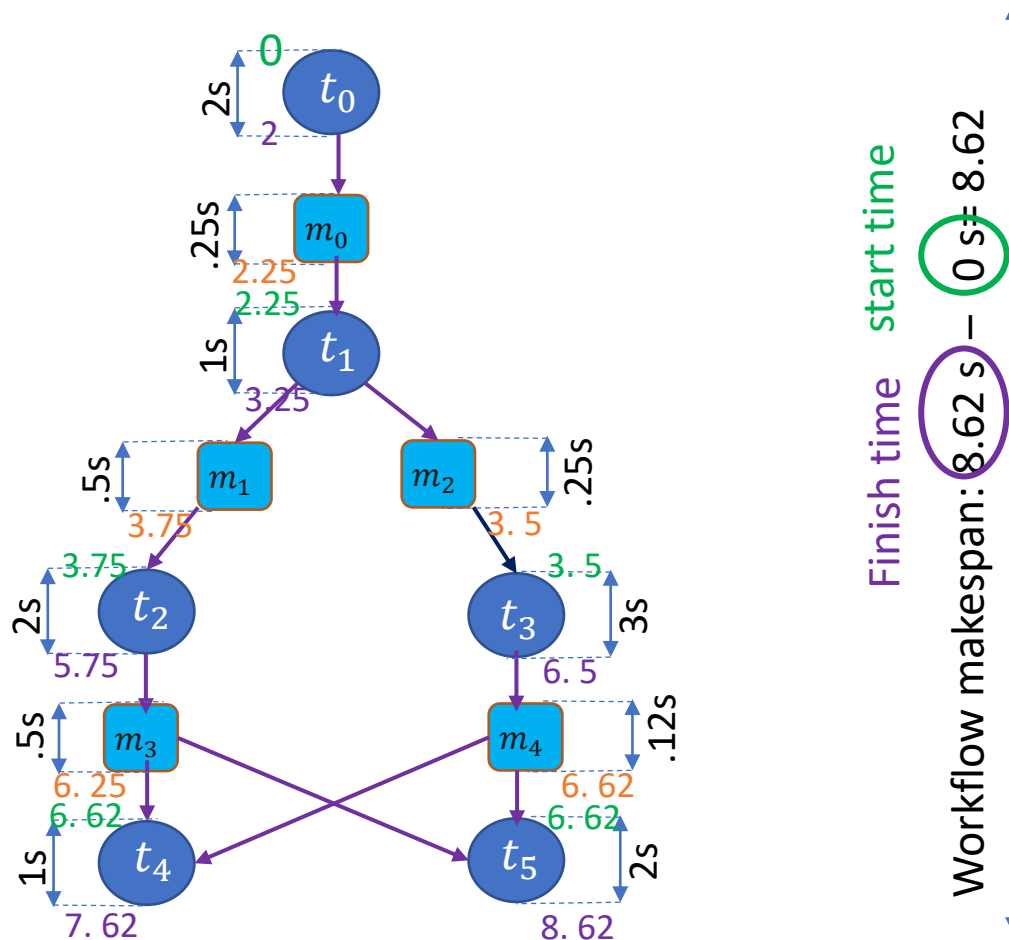 0
t₀
2s
2
.25s
m₀
2.25
2.25
1s
t₁
3.25
.5s
m₁
m₂
.25s
3.75
3. 5
3.75
3. 5
2s
t₂
t₃
3s
5.75
6. 5
.5s
m₃
m₄
.12s
6. 25
6. 62
6. 62
6. 62
1s
t₄
t₅
2s
7. 62
8. 62
Finish time
start time
Workflow makespan: 8.62 s – 0 s= 8.62